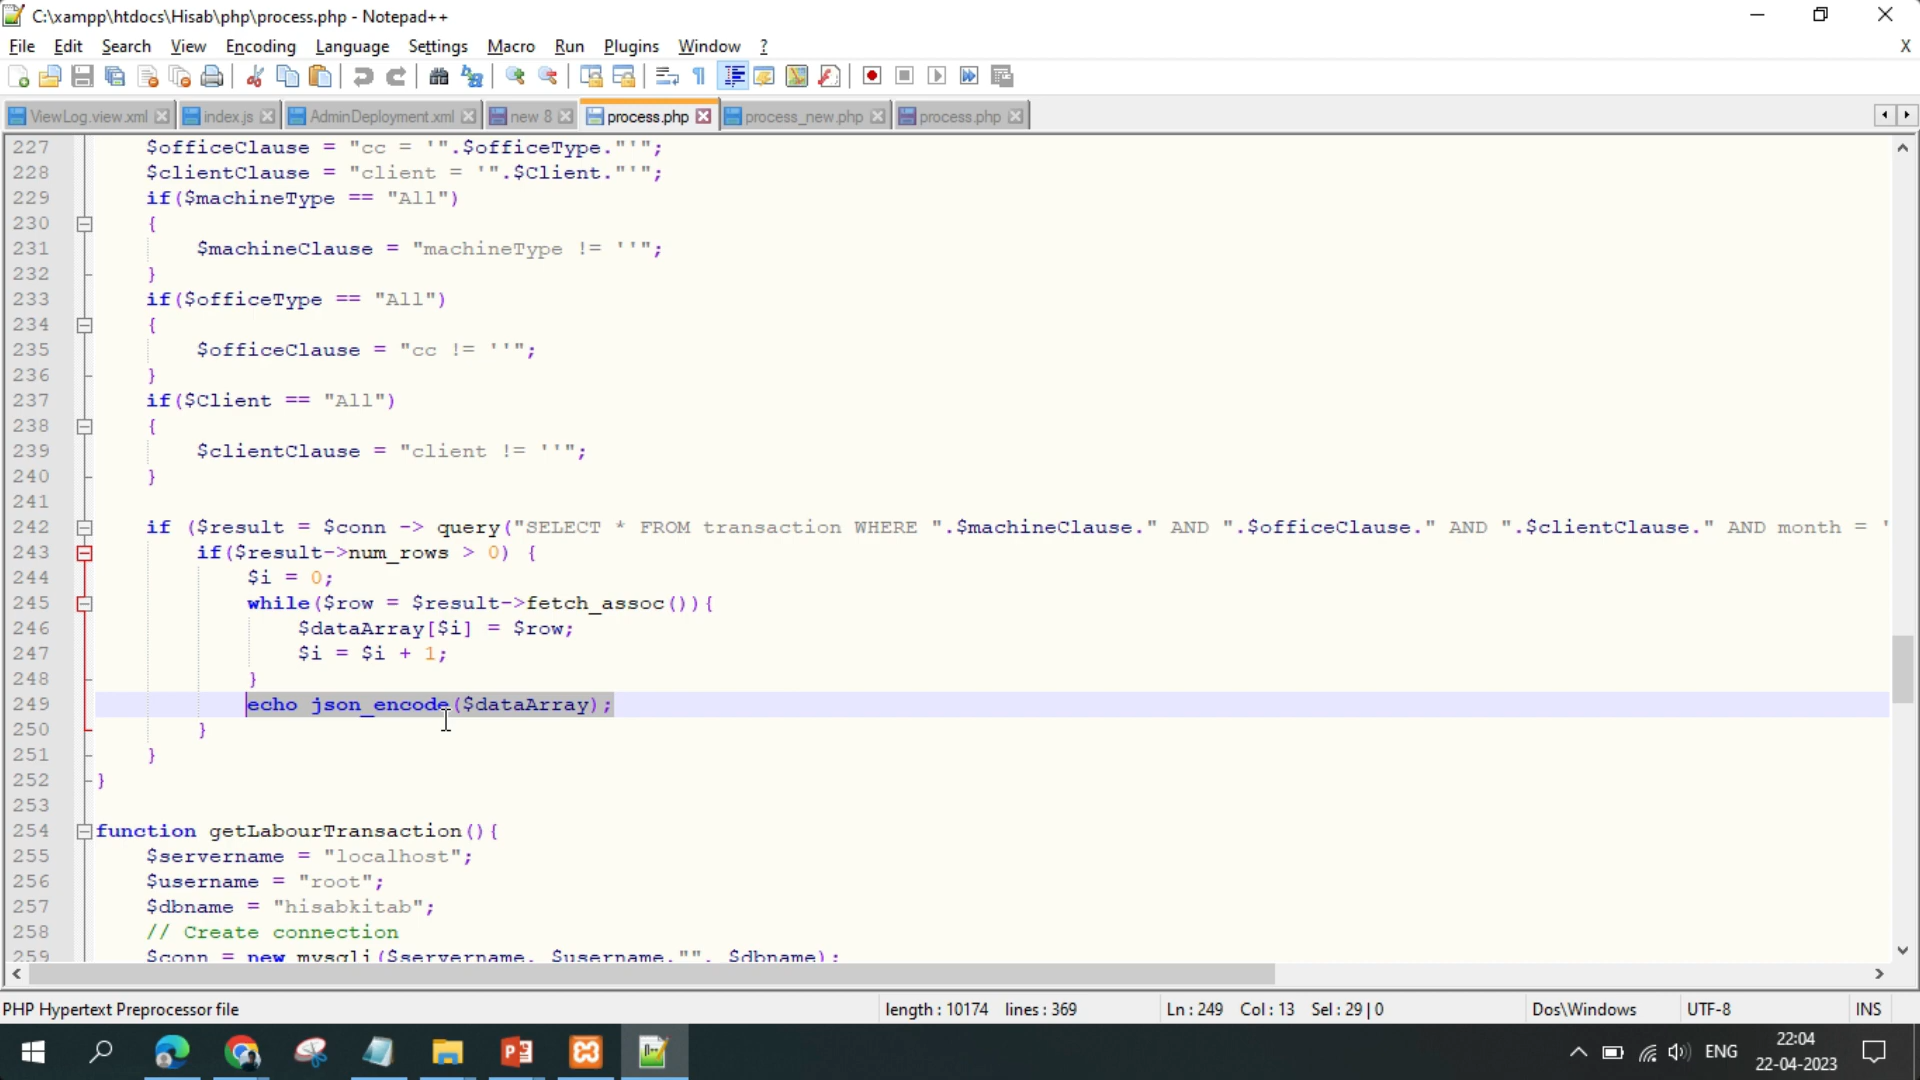 C:\xampp\htdocs\Hisab\php\process.php - Notepad++
File Edit Search View Encoding Language Settings Macro Run Plugins Window ? X
ViewLog.view.xml index.js AdminDeployment.xml new 8 process.php process_new.php process.php
227 $officeClause = "cc = '".$officeType."'";
228 $clientClause = "client = '".$Client."'";
229 if($machineType == "All")
230 {
231 $machineClause = "machineType != ''";
232 }
233 if($officeType == "All")
234 {
235 $officeClause = "cc != ''";
236 }
237 if($Client == "All")
238 {
239 $clientClause = "client != ''";
240 }
241
242 if ($result = $conn -> query("SELECT * FROM transaction WHERE ".$machineClause." AND ".$officeClause." AND ".$clientClause." AND month = '
243 if($result->num_rows > 0) {
244 $i = 0;
245 while($row = $result->fetch_assoc()){
246 $dataArray[$i] = $row;
247 $i = $i + 1;
248 }
249 echo json_encode($dataArray);
250 }
251 }
252 }
253
254 function getLabourTransaction(){
255 $servername = "localhost";
256 $username = "root";
257 $dbname = "hisabkitab";
258 // Create connection
259 $conn = new mysqli($servername, $username,"", $dbname);
PHP Hypertext Preprocessor file length : 10174 lines : 369 Ln : 249 Col : 13 Sel : 29 | 0 Dos\Windows UTF-8 INS
ENG
22:04
22-04-2023